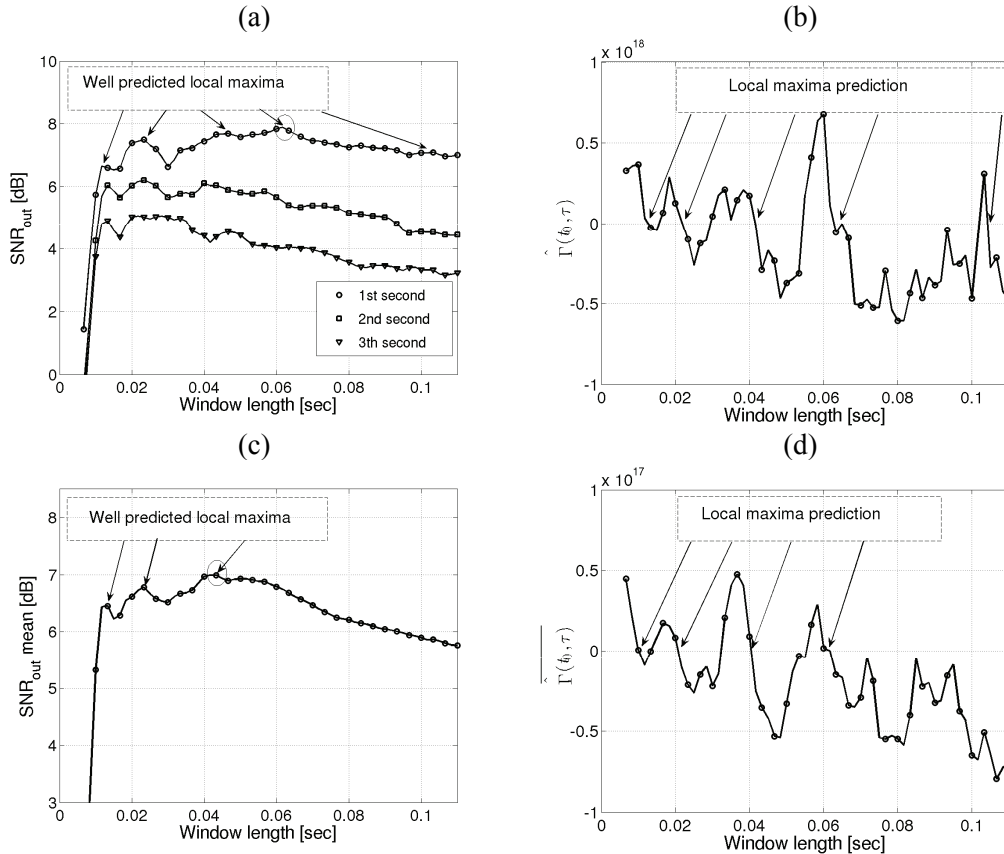 (a)
10
8
6
4
2
0
SNRout [dB]
Well predicted local maxima
1st second
2nd second
3th second
0 0.02 0.04 0.06 0.08 0.1
Window length [sec]
(b)
x 10^18
1
0.5
0
-0.5
-1
Γ̂(t0,τ)
Local maxima prediction
0 0.02 0.04 0.06 0.08 0.1
Window length [sec]
(c)
8
7
6
5
4
3
SNRout mean [dB]
Well predicted local maxima
0 0.02 0.04 0.06 0.08 0.1
Window length [sec]
(d)
x 10^17
1
0.5
0
-0.5
-1
Γ̂(t0,τ)
Local maxima prediction
0 0.02 0.04 0.06 0.08 0.1
Window length [sec]